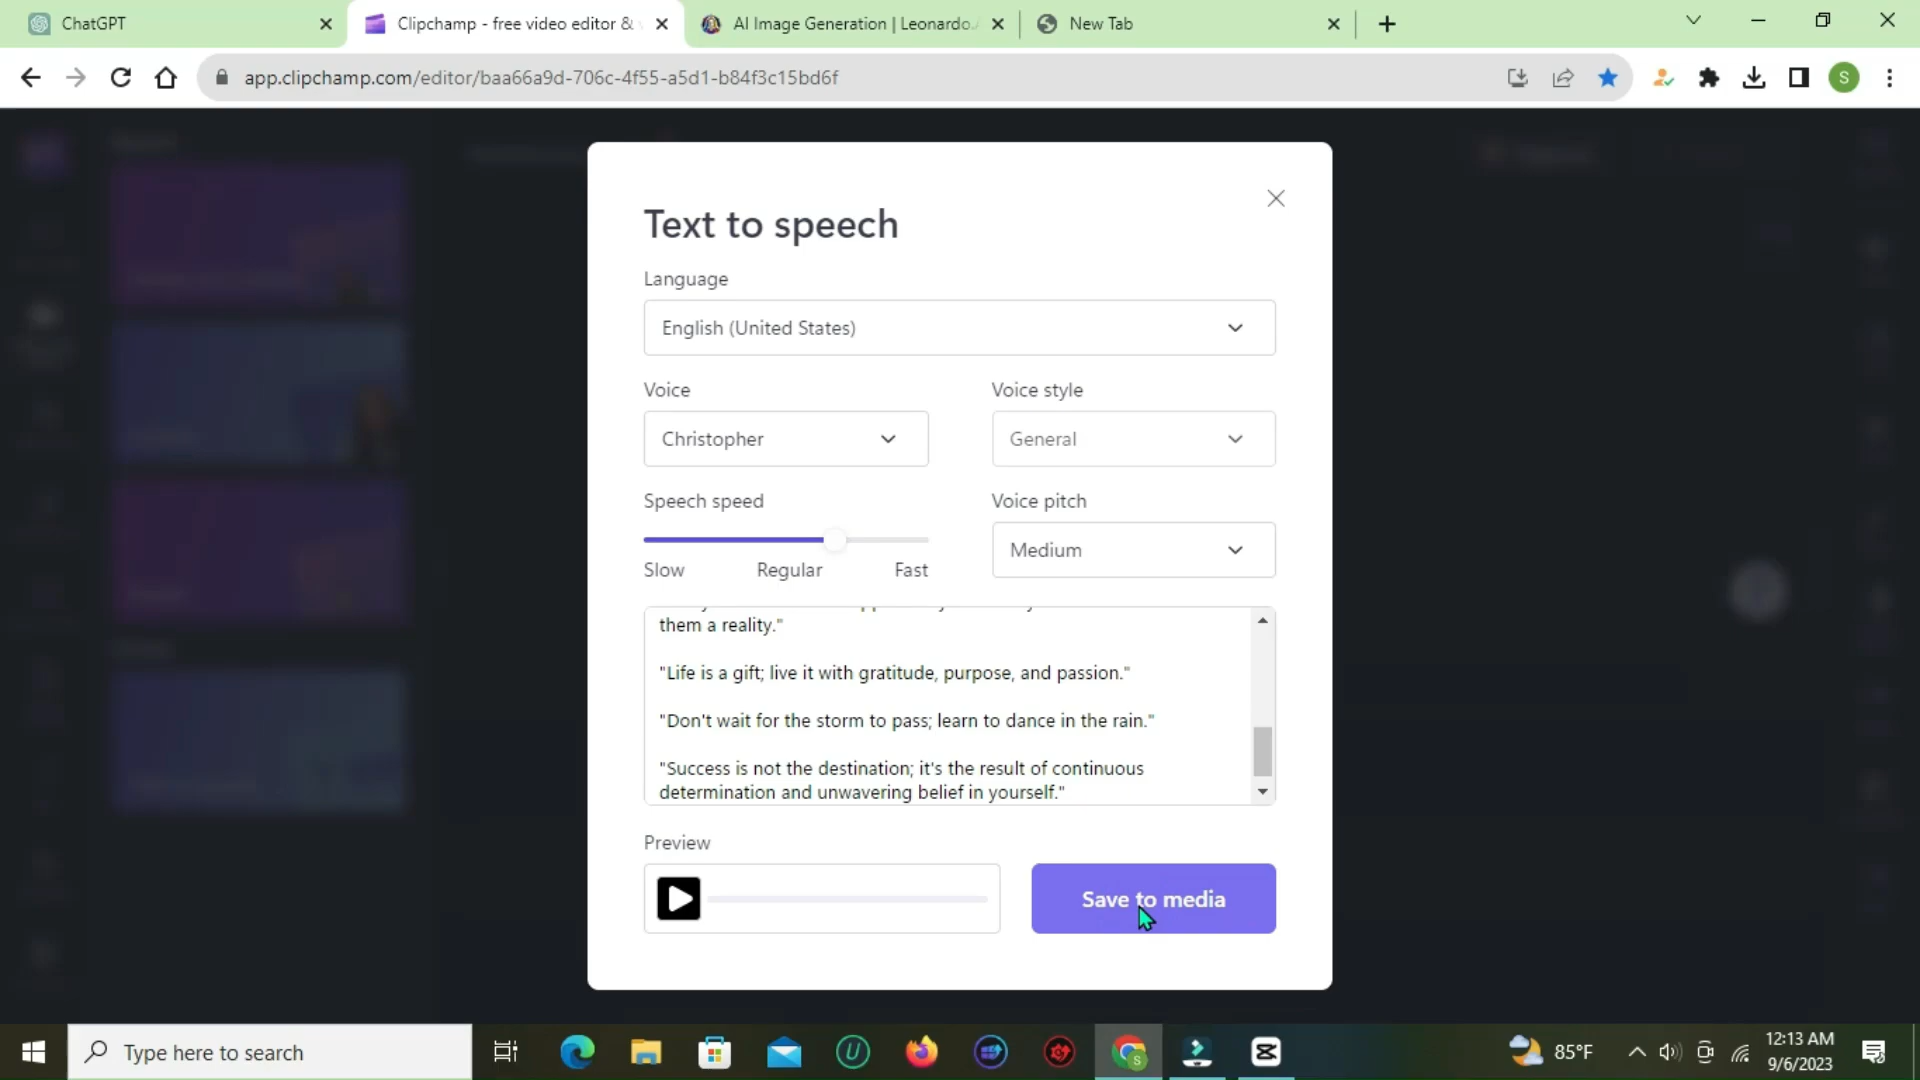 ChatGPT
Clipchamp - free video editor &
AI Image Generation | Leonardo.
New Tab
app.clipchamp.com/editor/baa66a9d-706c-4f55-a5d1-b84f3c15bd6f
S
Text to speech
Language
English (United States)
Voice
Voice style
Christopher
General
Speech speed
Voice pitch
Medium
Slow
Regular
Fast
them a reality."
"Life is a gift; live it with gratitude, purpose, and passion."
"Don't wait for the storm to pass; learn to dance in the rain."
"Success is not the destination; it's the result of continuous
determination and unwavering belief in yourself."
Preview
Save to media
Type here to search
85°F
12:13 AM
9/6/2023